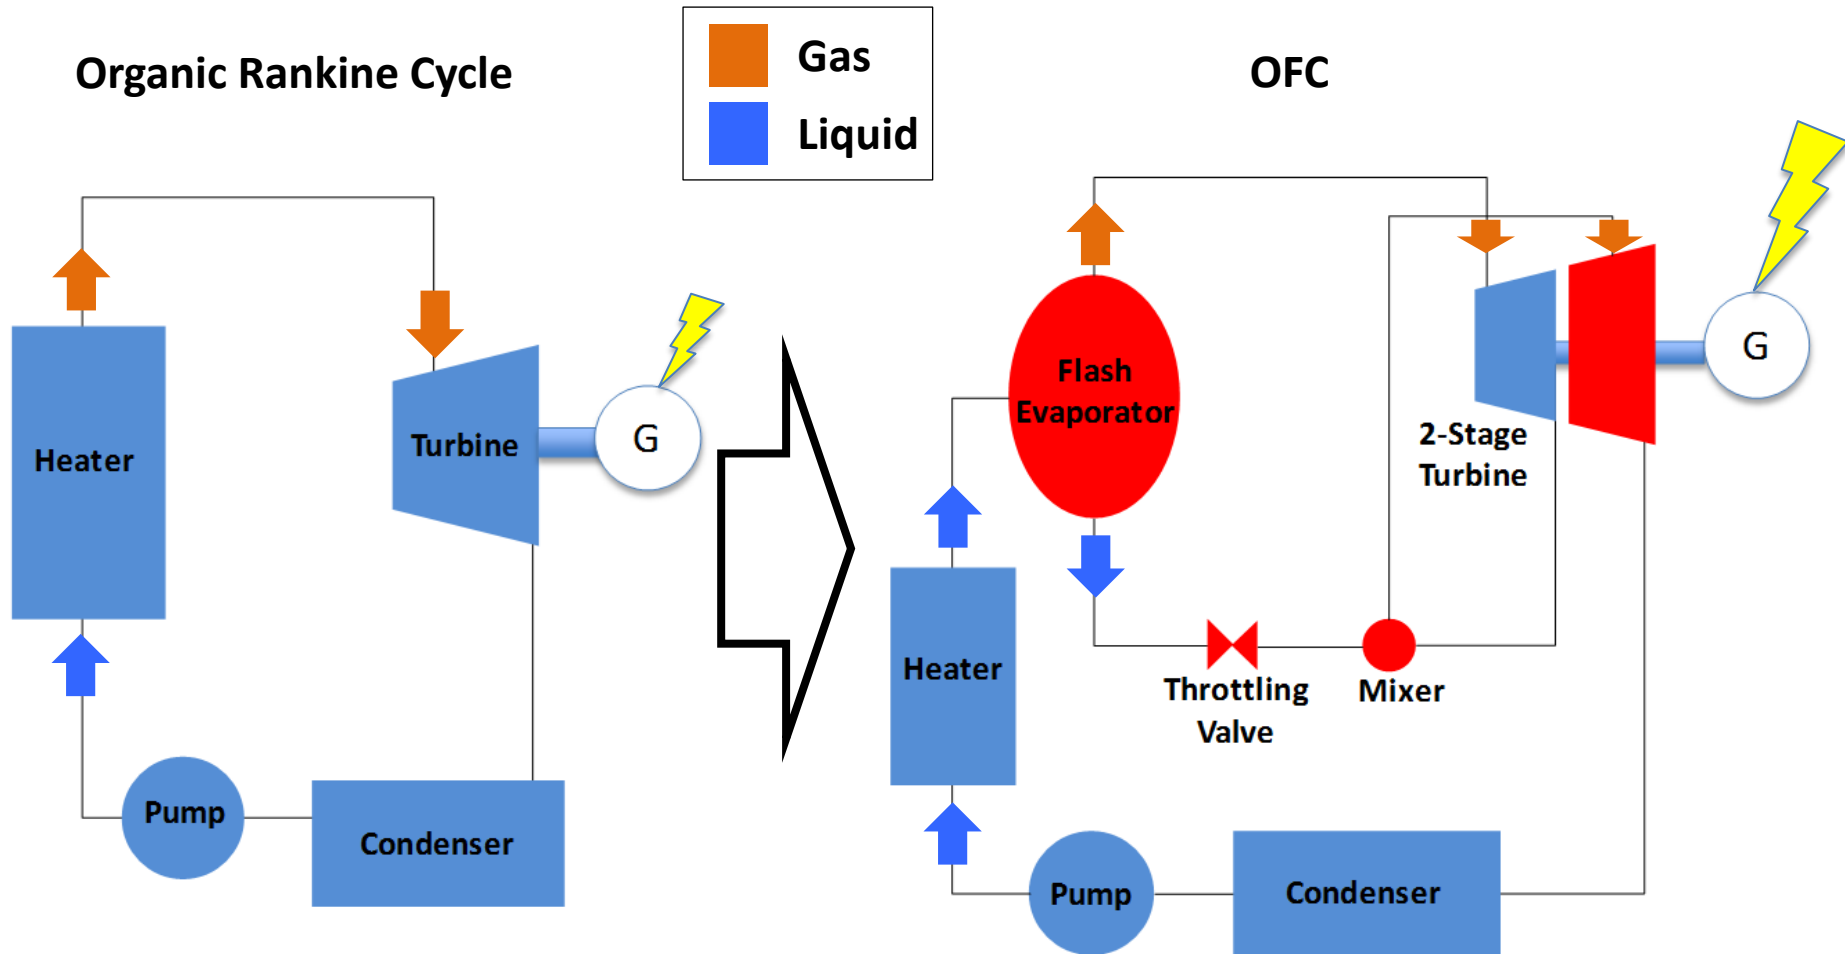 Organic Rankine Cycle
Gas
Liquid
OFC
Heater
Turbine
G
Pump
Condenser
Flash
Evaporator
2-Stage
Turbine
G
Heater
Throttling
Valve
Mixer
Pump
Condenser